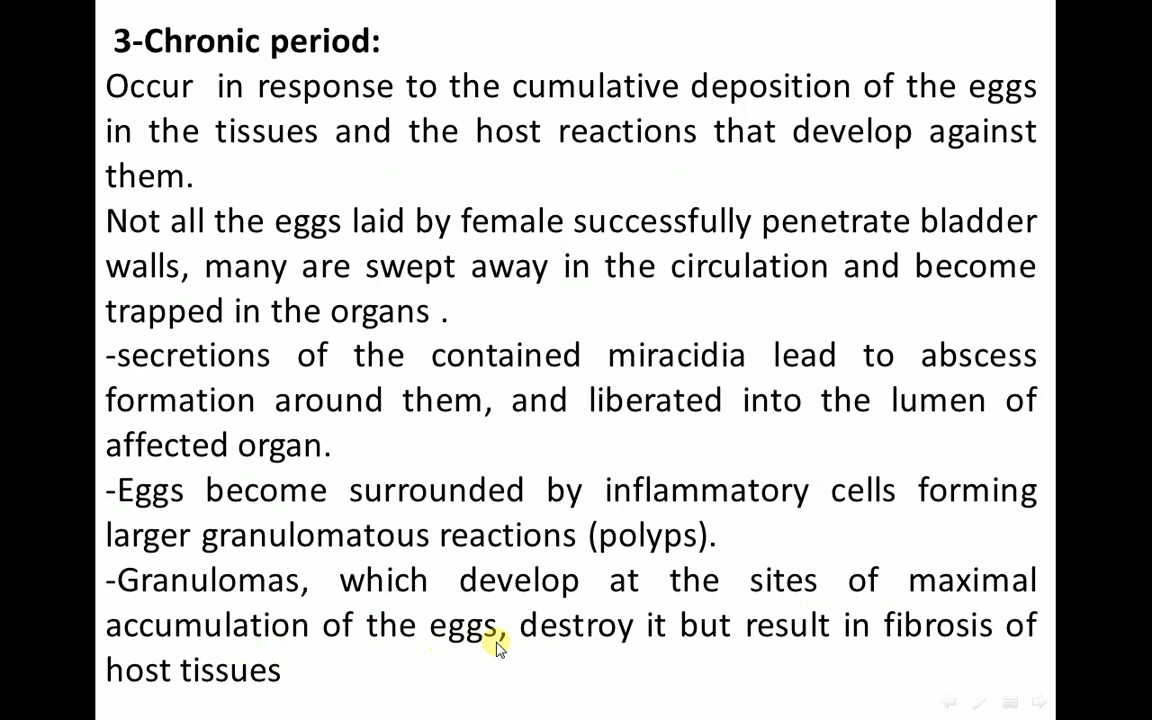 3-Chronic period:
Occur in response to the cumulative deposition of the eggs
in the tissues and the host reactions that develop against
them.
Not all the eggs laid by female successfully penetrate bladder
walls, many are swept away in the circulation and become
trapped in the organs .
-secretions of the contained miracidia lead to abscess
formation around them, and liberated into the lumen of
affected organ.
-Eggs become surrounded by inflammatory cells forming
larger granulomatous reactions (polyps).
-Granulomas, which develop at the sites of maximal
accumulation of the eggs, destroy it but result in fibrosis of
host tissues